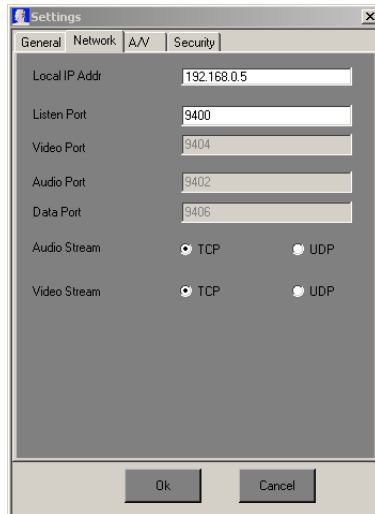 Settings
General Network A/V Security
Local IP Addr 192.168.0.5
Listen Port 9400
Video Port 9404
Audio Port 9402
Data Port 9406
Audio Stream TCP UDP
Video Stream TCP UDP
Ok Cancel